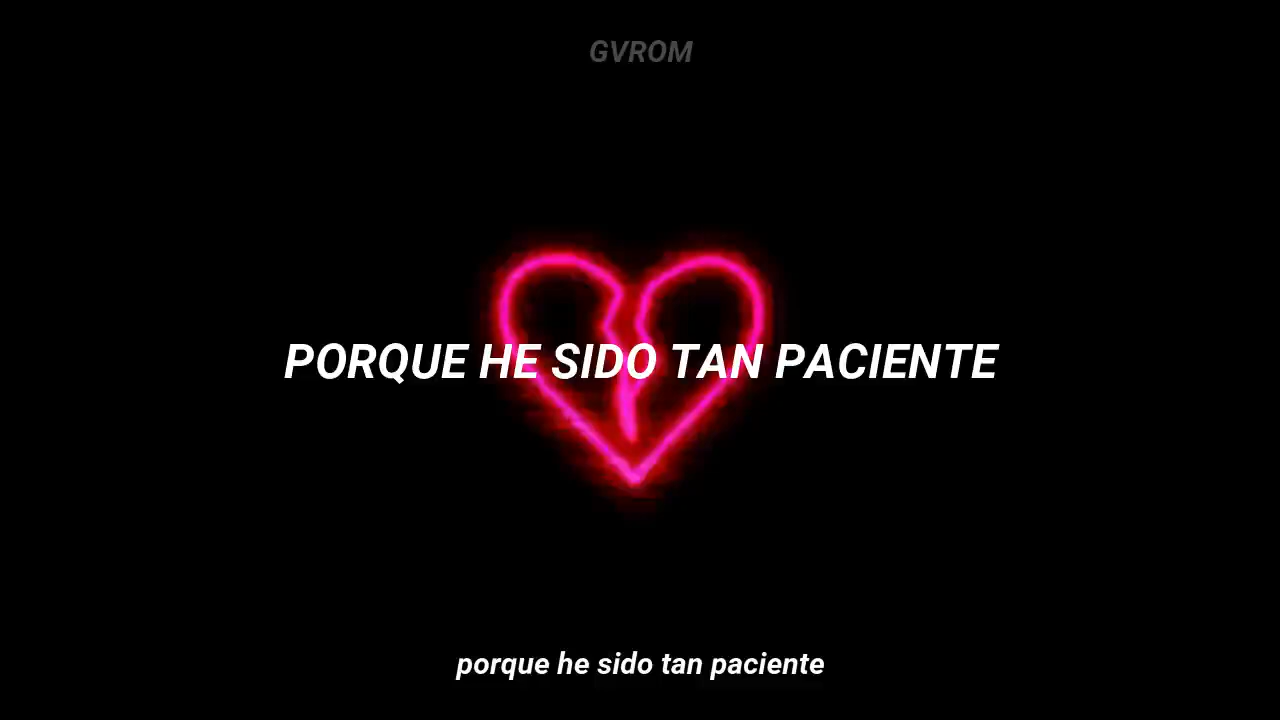 GVROM
PORQUE HE SIDO TAN PACIENTE
porque he sido tan paciente